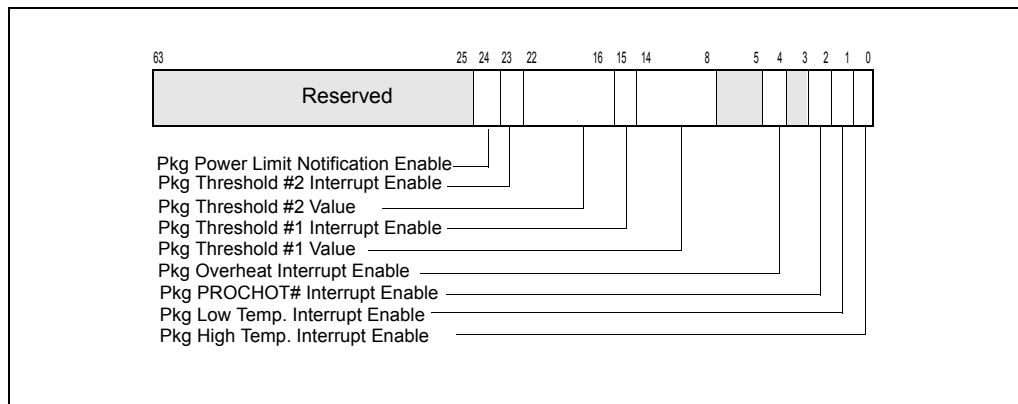 63 25 24 23 22 16 15 14 8 5 4 3 2 1 0
Reserved
Pkg Power Limit Notification Enable
Pkg Threshold #2 Interrupt Enable
Pkg Threshold #2 Value
Pkg Threshold #1 Interrupt Enable
Pkg Threshold #1 Value
Pkg Overheat Interrupt Enable
Pkg PROCHOT# Interrupt Enable
Pkg Low Temp. Interrupt Enable
Pkg High Temp. Interrupt Enable